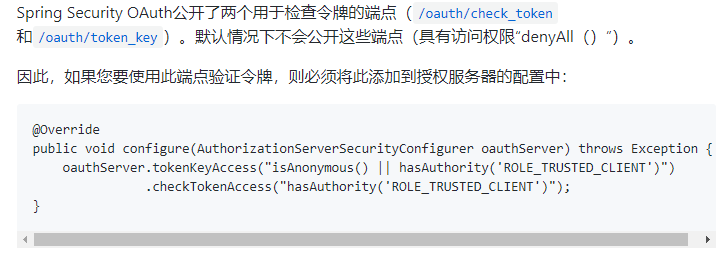 Spring Security OAuth公开了两个用于检查令牌的端点（ /oauth/check_token
和 /oauth/token_key ）。默认情况下不会公开这些端点（具有访问权限“denyAll（）“）。
因此，如果您要使用此端点验证令牌，则必须将此添加到授权服务器的配置中：
@Override
public void configure(AuthorizationServerSecurityConfigurer oauthServer) throws Exception {
    oauthServer.tokenKeyAccess("isAnonymous() || hasAuthority('ROLE_TRUSTED_CLIENT')")
               .checkTokenAccess("hasAuthority('ROLE_TRUSTED_CLIENT')");
}